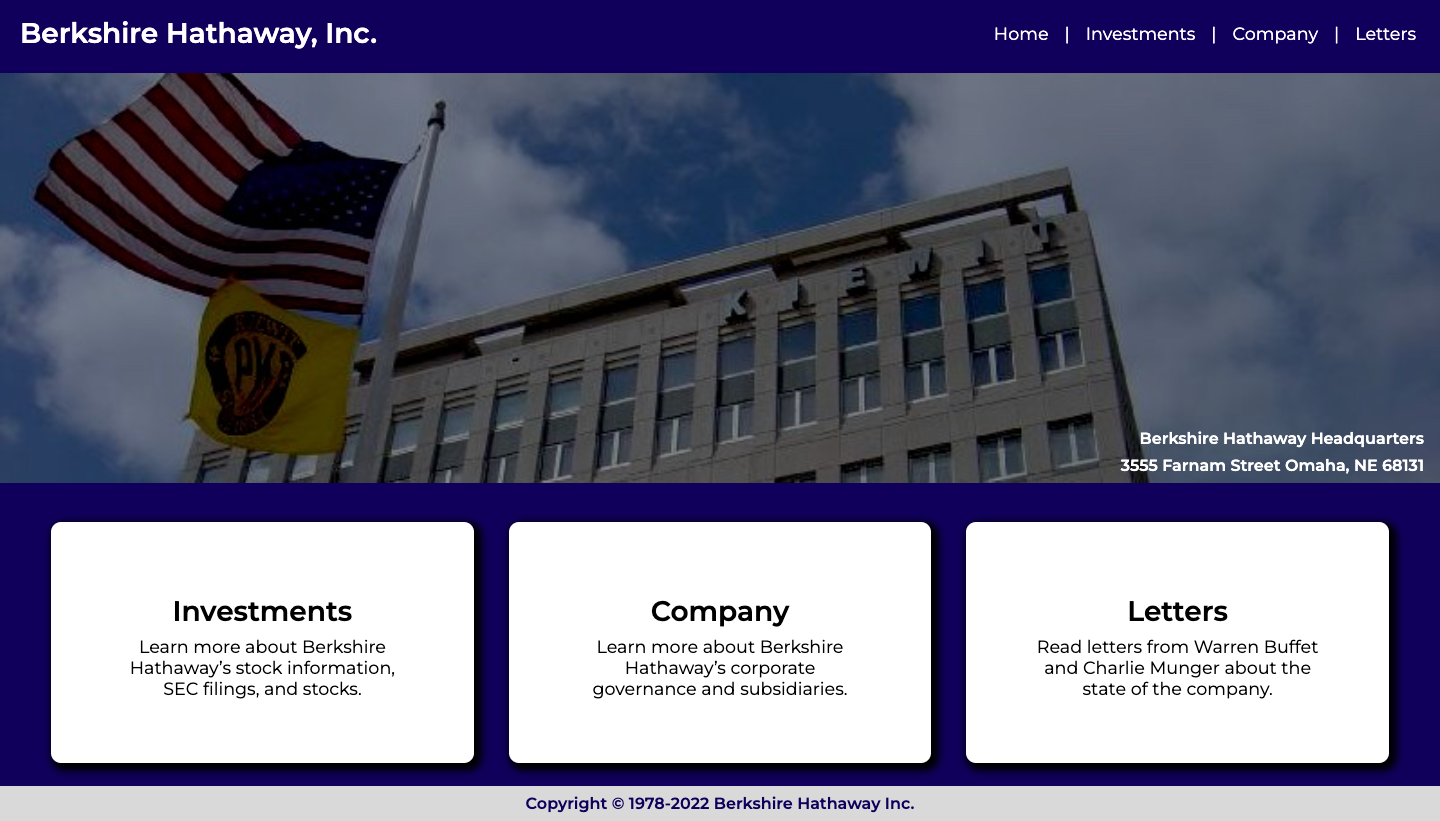 Berkshire Hathaway, Inc.
Home | Investments | Company | Letters
KIEWIT
PK
Berkshire Hathaway Headquarters
3555 Farnam Street Omaha, NE 68131
Investments
Learn more about Berkshire
Hathaway’s stock information,
SEC filings, and stocks.
Company
Learn more about Berkshire
Hathaway’s corporate
governance and subsidiaries.
Letters
Read letters from Warren Buffet
and Charlie Munger about the
state of the company.
Copyright © 1978-2022 Berkshire Hathaway Inc.